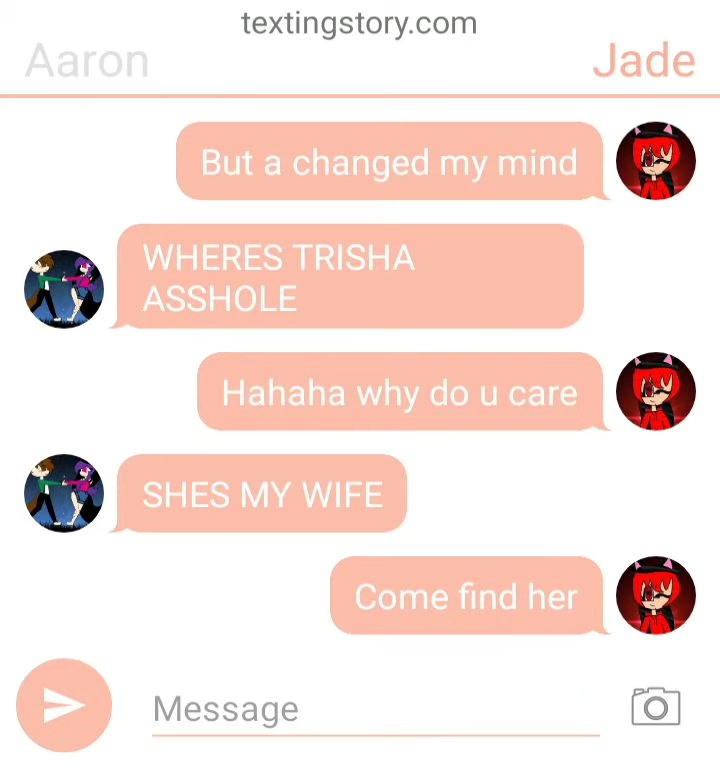 textingstory.com
Aaron
Jade
But a changed my mind
WHERES TRISHA
ASSHOLE
Hahaha why do u care
SHES MY WIFE
Come find her
Message